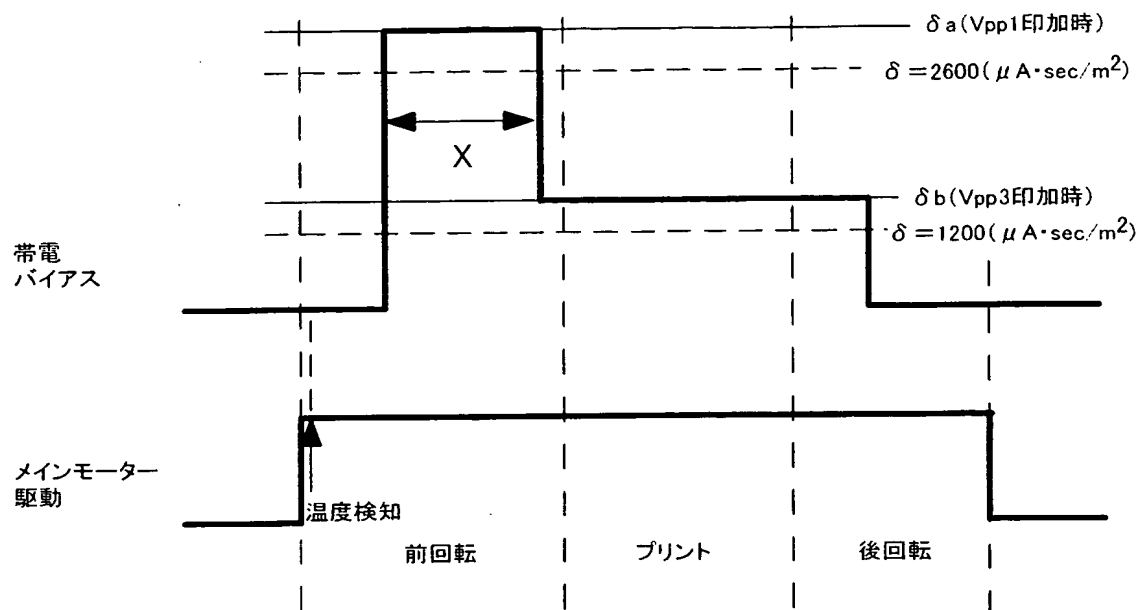 δa(Vpp1印加時)
δ=2600(μA・sec/m²)
X
δb(Vpp3印加時)
δ=1200(μA・sec/m²)
帯電
バイアス
メインモーター
駆動
温度検知
前回転
プリント
後回転